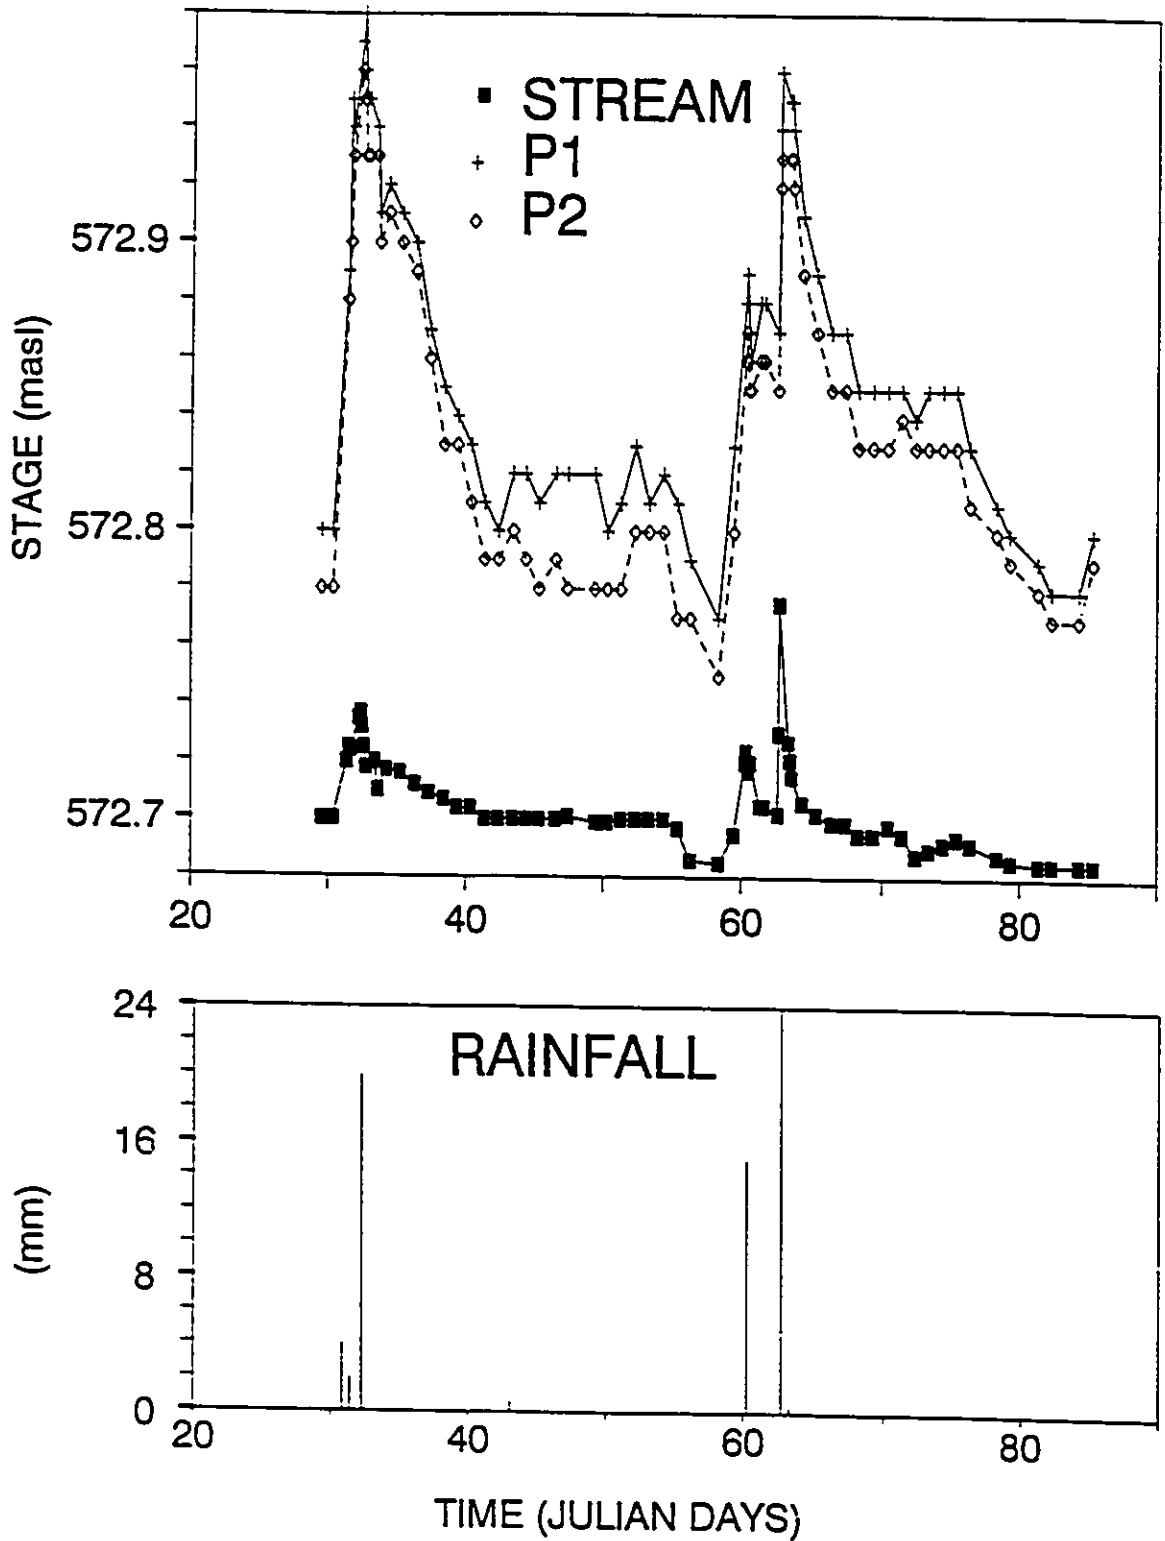 STREAM
P1
P2
572.9
572.8
572.7
STAGE (masl)
20 40 60 80
RAINFALL
24
16
8
0
(mm)
20 40 60 80
TIME (JULIAN DAYS)